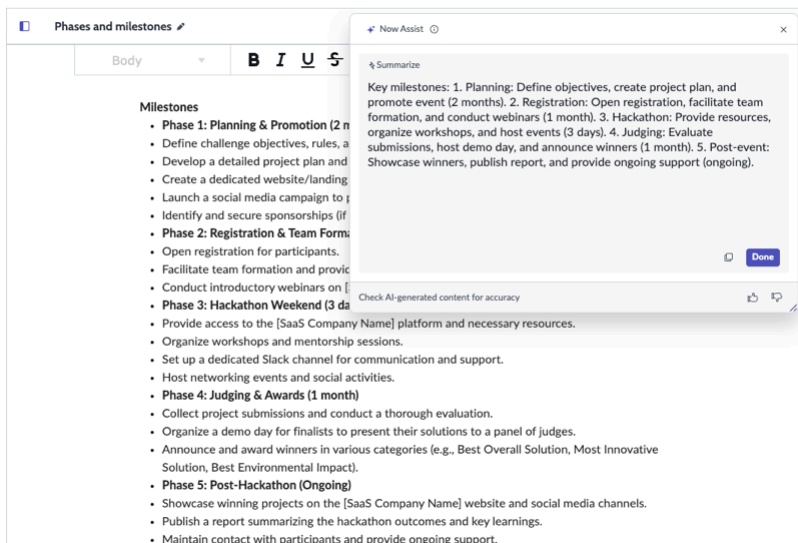 Phases and milestones
Now Assist
Body
B I U S
Summarize
Key milestones: 1. Planning: Define objectives, create project plan, and
promote event (2 months). 2. Registration: Open registration, facilitate team
formation, and conduct webinars (1 month). 3. Hackathon: Provide resources,
organize workshops, and host events (3 days). 4. Judging: Evaluate
submissions, host demo day, and announce winners (1 month). 5. Post-event:
Showcase winners, publish report, and provide ongoing support (ongoing).
Done
Check AI-generated content for accuracy
Milestones
• Phase 1: Planning & Promotion (2
• Define challenge objectives, rules,
• Develop a detailed project plan and
• Create a dedicated website/landing
• Launch a social media campaign to
• Identify and secure sponsorships (if
• Phase 2: Registration & Team
• Open registration for participants.
• Facilitate team formation and
• Conduct introductory webinars on [
• Phase 3: Hackathon Weekend (3
• Provide access to the [SaaS Company Name] platform and necessary resources.
• Organize workshops and mentorship sessions.
• Set up a dedicated Slack channel for communication and support.
• Host networking events and social activities.
• Phase 4: Judging & Awards (1 month)
• Collect project submissions and conduct a thorough evaluation.
• Organize a demo day for finalists to present their solutions to a panel of judges.
• Announce and award winners in various categories (e.g., Best Overall Solution, Most Innovative
Solution, Best Environmental Impact).
• Phase 5: Post-Hackathon (Ongoing)
• Showcase winning projects on the [SaaS Company Name] website and social media channels.
• Publish a report summarizing the hackathon outcomes and key learnings.
• Maintain contact with participants and provide ongoing support.